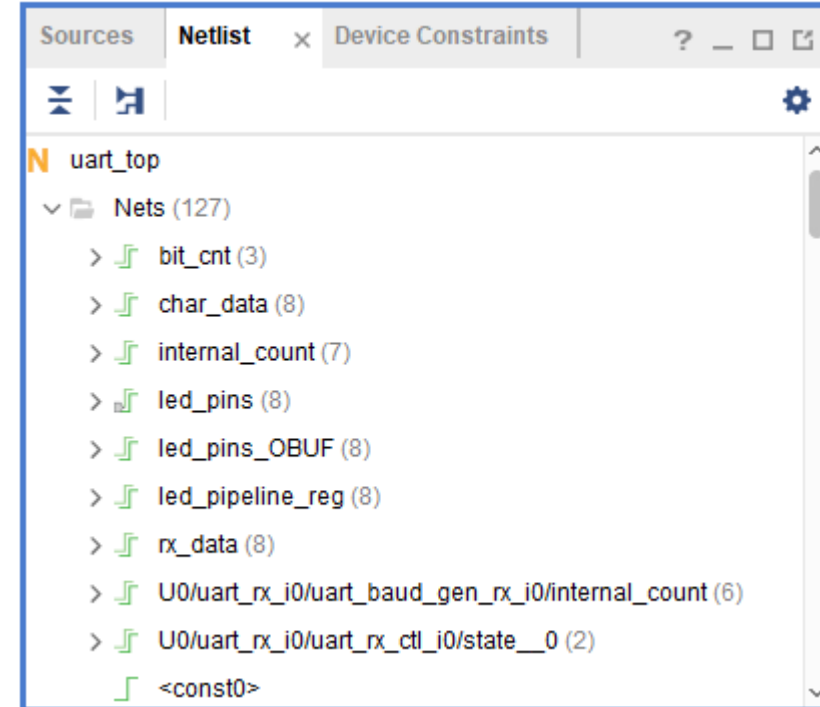 Sources Netlist × Device Constraints ? _
N uart_top
Nets (127)
bit_cnt (3)
char_data (8)
internal_count (7)
led_pins (8)
led_pins_OBUF (8)
led_pipeline_reg (8)
rx_data (8)
U0/uart_rx_i0/uart_baud_gen_rx_i0/internal_count (6)
U0/uart_rx_i0/uart_rx_ctl_i0/state__0 (2)
<const0>